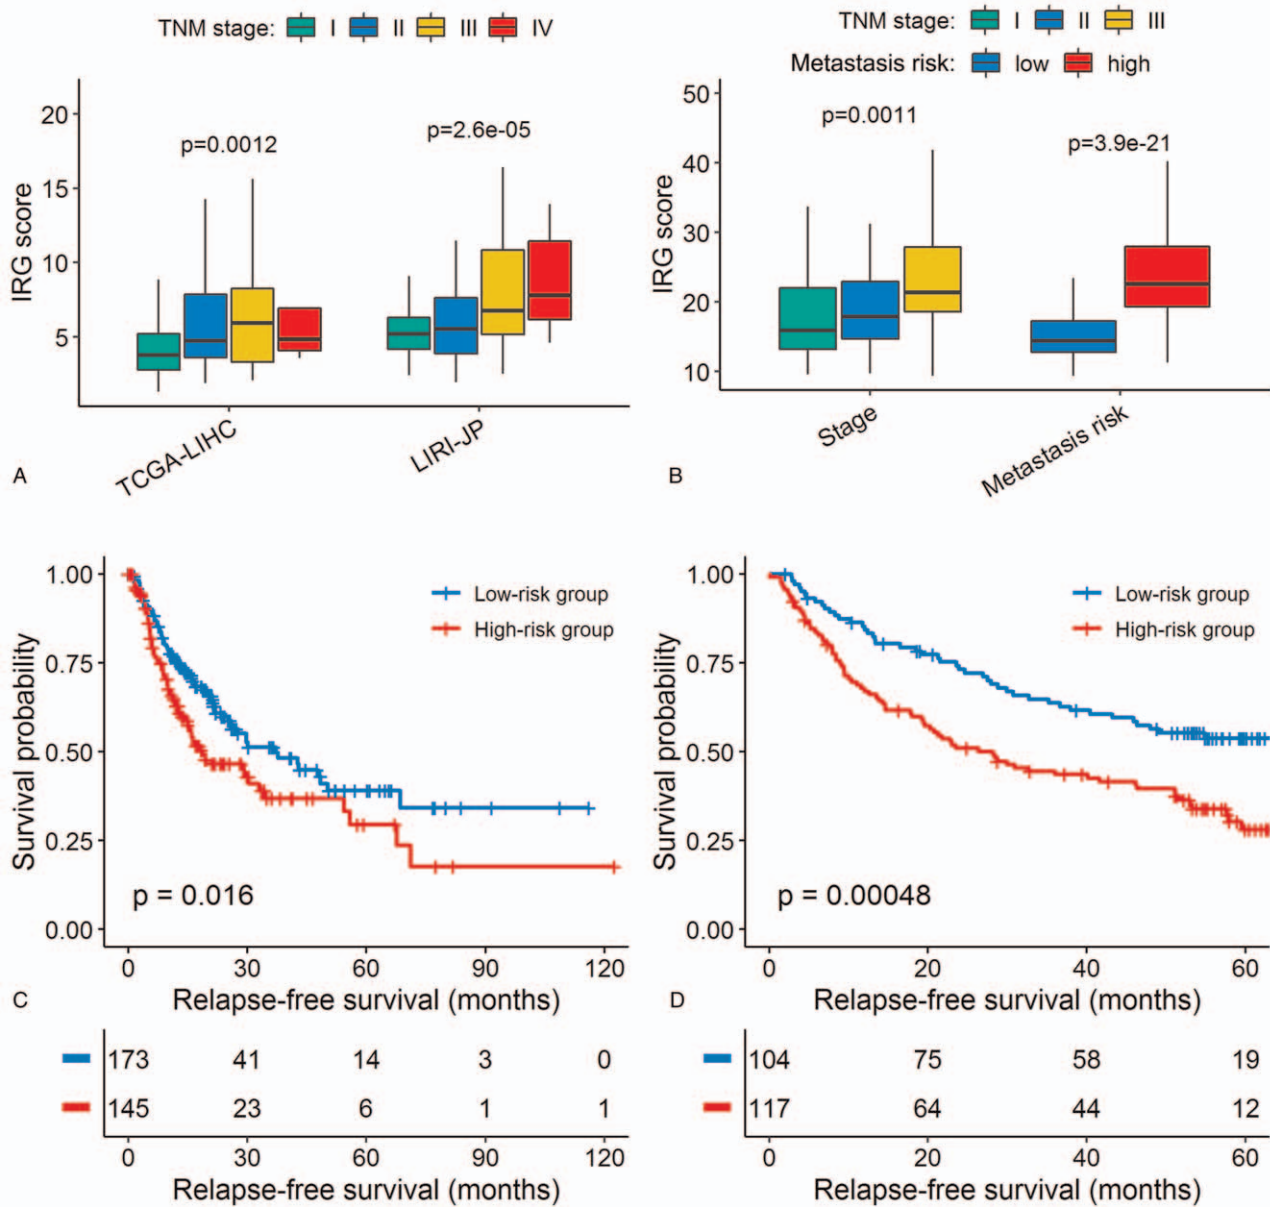 TNM stage: I II III IV
IRG score
20
15
10
5
p=0.0012
p=2.6e-05
TCGA-LIHC
LIRI-JP
A
TNM stage: I II III
Metastasis risk: low high
IRG score
50
40
30
20
10
p=0.0011
p=3.9e-21
Stage
Metastasis risk
B
Survival probability
1.00
0.75
0.50
0.25
0.00
Low-risk group
High-risk group
p = 0.016
0 30 60 90 120
Relapse-free survival (months)
C
173 41 14 3 0
145 23 6 1 1
0 30 60 90 120
Relapse-free survival (months)
Survival probability
1.00
0.75
0.50
0.25
0.00
Low-risk group
High-risk group
p = 0.00048
0 20 40 60
Relapse-free survival (months)
D
104 75 58 19
117 64 44 12
0 20 40 60
Relapse-free survival (months)